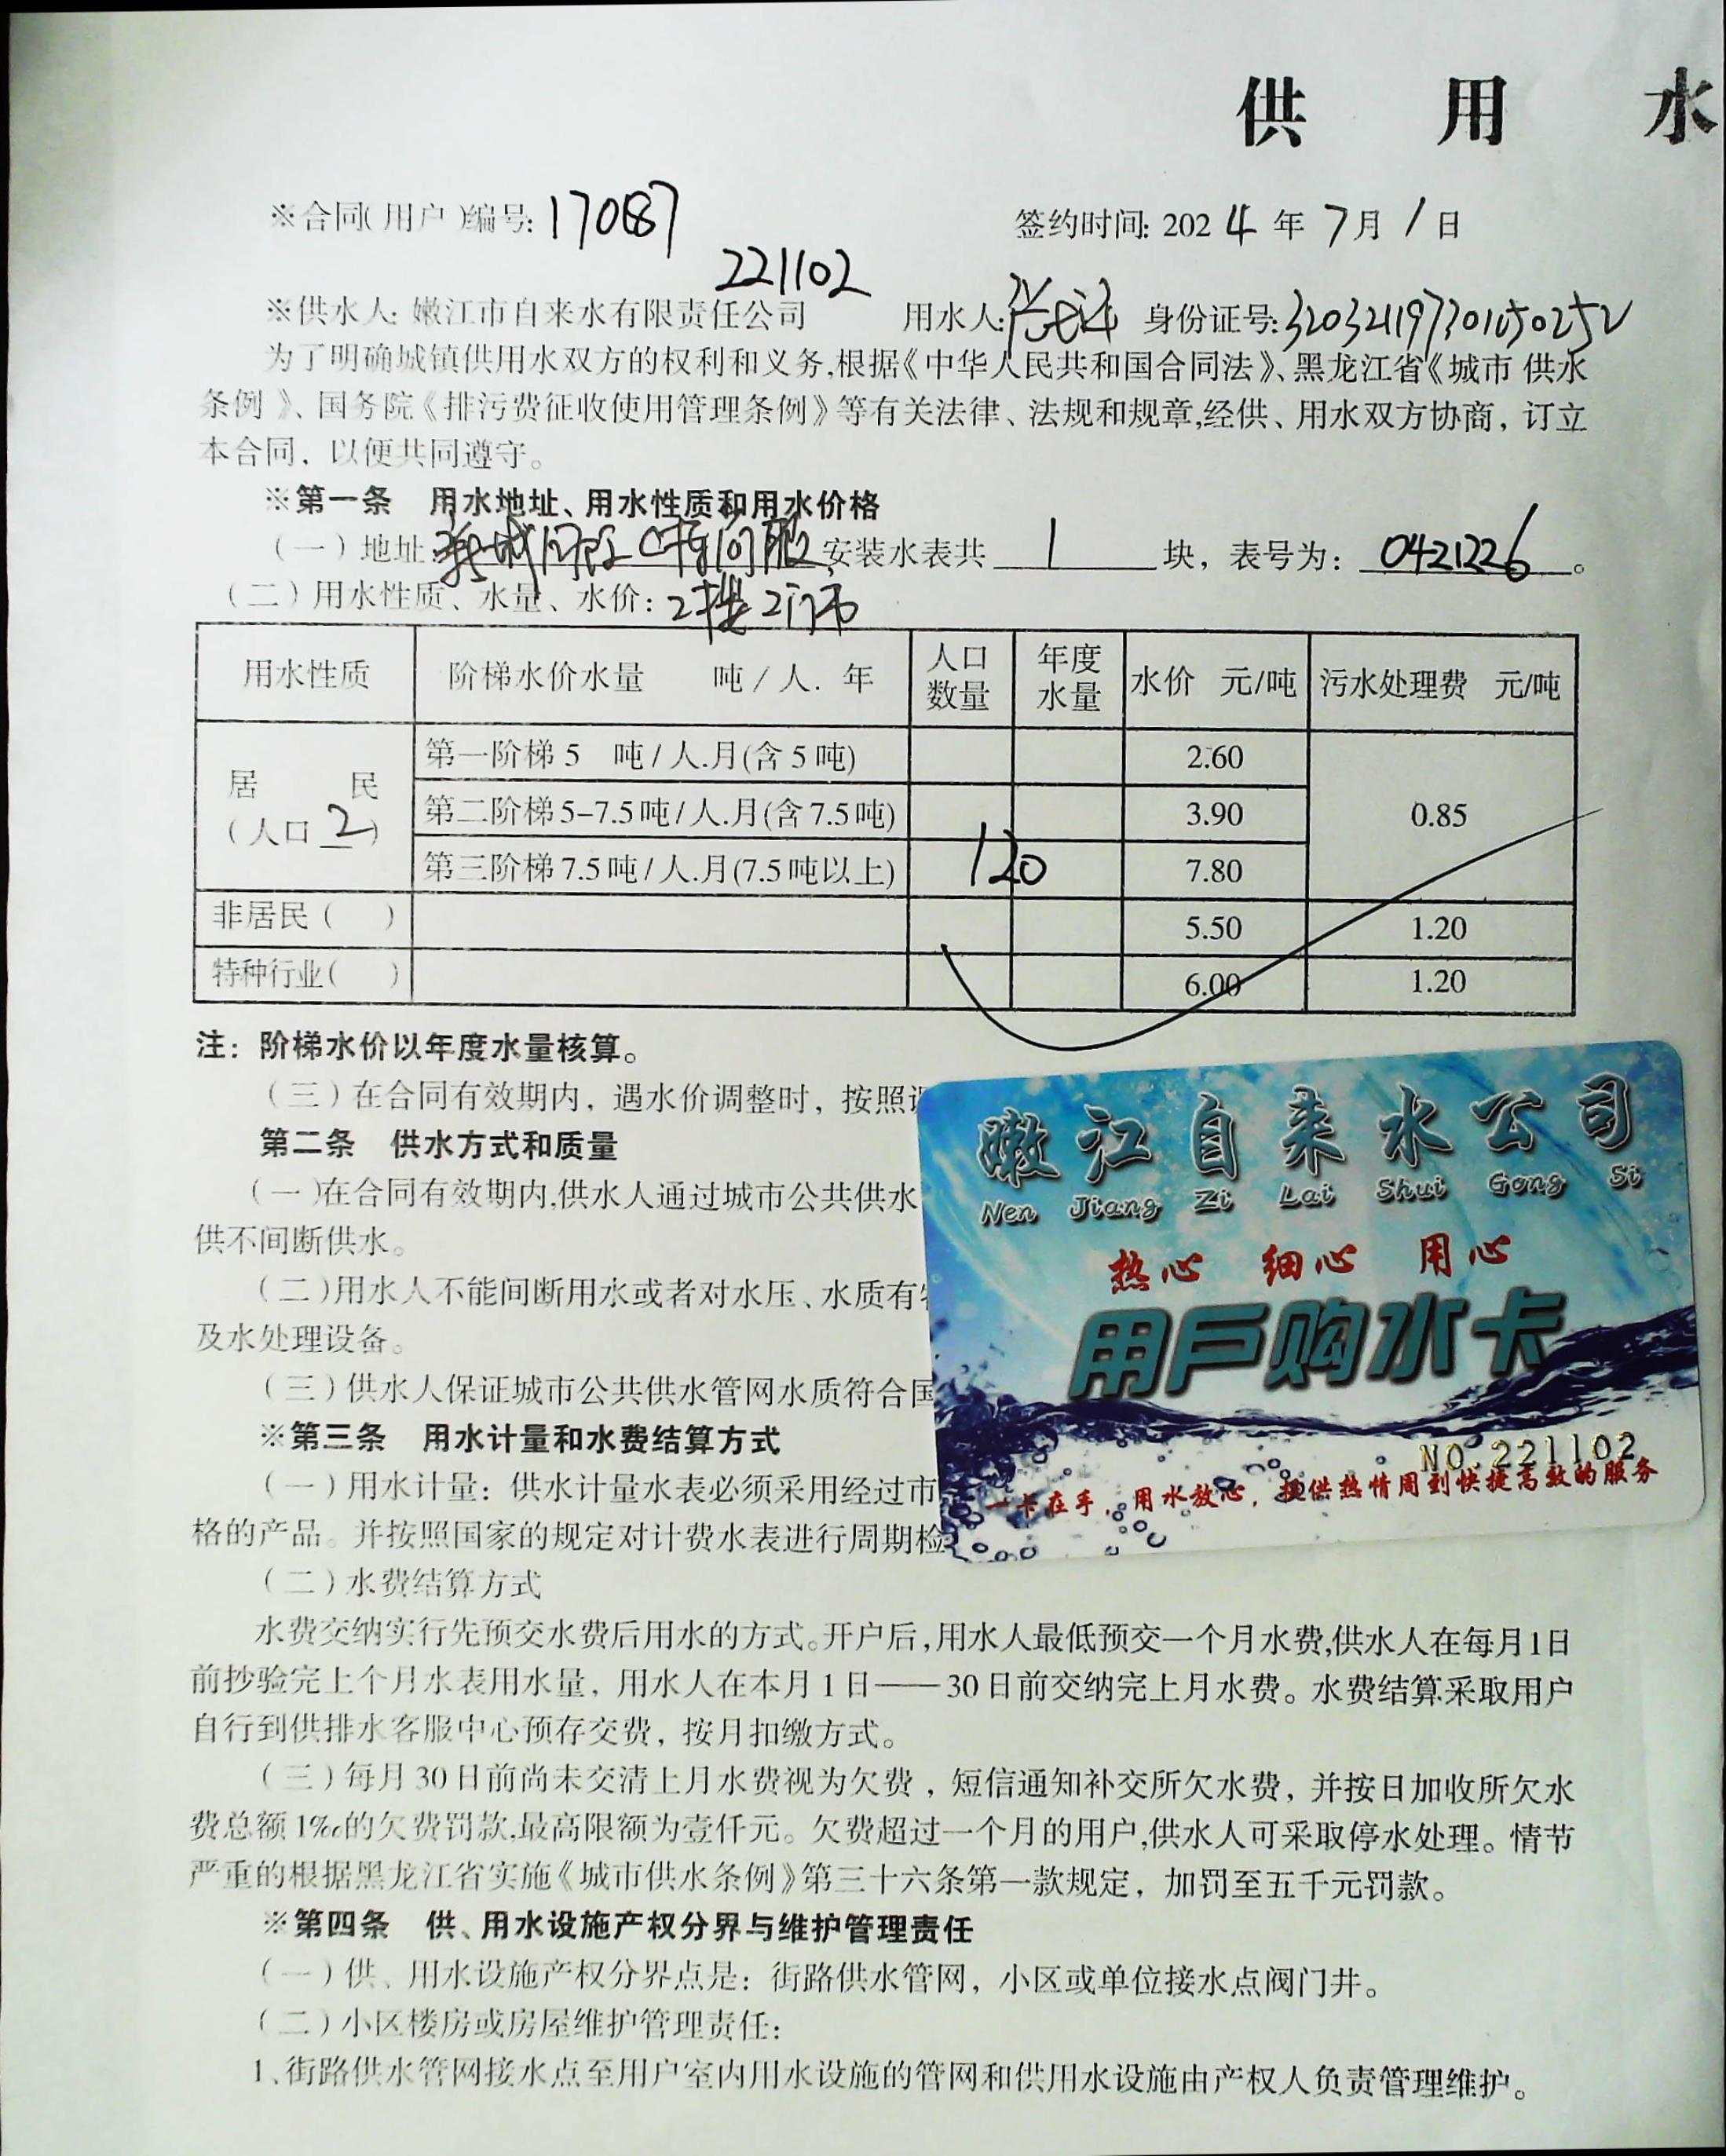 供 用 水
※合同(用户)编号: 170187 签约时间: 2024 年 7 月 1 日
221102
※供水人: 嫩江市自来水有限责任公司 用水人: 身份证号:
为了明确城镇供用水双方的权利和义务,根据《中华人民共和国合同法》、黑龙江省《城市 供水
条例》、国务院《排污费征收使用管理条例》等有关法律、法规和规章,经供、用水双方协商，订立
本合同，以便共同遵守。
※第一条 用水地址、用水性质和用水价格
(一)地址: 安装水表共 1 块，表号为： 0421226 。
(二)用水性质、水量、水价:
用水性质 阶梯水价水量 吨/人. 年 人口数量 年度水量 水价 元/吨 污水处理费 元/吨
居 民 (人口 2 )
第一阶梯 5 吨/人.月(含 5 吨) 2.60
第二阶梯 5-7.5 吨/人.月(含 7.5 吨) 3.90 0.85
第三阶梯 7.5 吨/人.月(7.5 吨以上) 120 7.80
非居民( ) 5.50 1.20
特种行业( ) 6.00 1.20
注：阶梯水价以年度水量核算。
(三)在合同有效期内，遇水价调整时，按照
第二条 供水方式和质量
(一)在合同有效期内,供水人通过城市公共供水
供不间断供水。
(二)用水人不能间断用水或者对水压、水质有
及水处理设备。
(三)供水人保证城市公共供水管网水质符合国
※第三条 用水计量和水费结算方式
(一)用水计量：供水计量水表必须采用经过市
格的产品。并按照国家的规定对计费水表进行周期检
嫩江自来水公司
Nen Jiang Zi Lai Shui Gong Si
热心 细心 用心
用户购水卡
NO.221102
一卡在手，用水放心，提供热情周到快捷高效的服务
(二)水费结算方式
水费交纳实行先预交水费后用水的方式。开户后,用水人最低预交一个月水费,供水人在每月1日
前抄验完上个月水表用水量，用水人在本月 1 日——30 日前交纳完上月水费。水费结算采取用户
自行到供排水客服中心预存交费，按月扣缴方式。
(三)每月 30 日前尚未交清上月水费视为欠费，短信通知补交所欠水费，并按日加收所欠水
费总额 1‰的欠费罚款,最高限额为壹仟元。欠费超过一个月的用户,供水人可采取停水处理。情节
严重的根据黑龙江省实施《城市供水条例》第三十六条第一款规定，加罚至五千元罚款。
※第四条 供、用水设施产权分界与维护管理责任
(一)供、用水设施产权分界点是：街路供水管网，小区或单位接水点阀门井。
(二)小区楼房或房屋维护管理责任：
1、街路供水管网接水点至用户室内用水设施的管网和供用水设施由产权人负责管理维护。